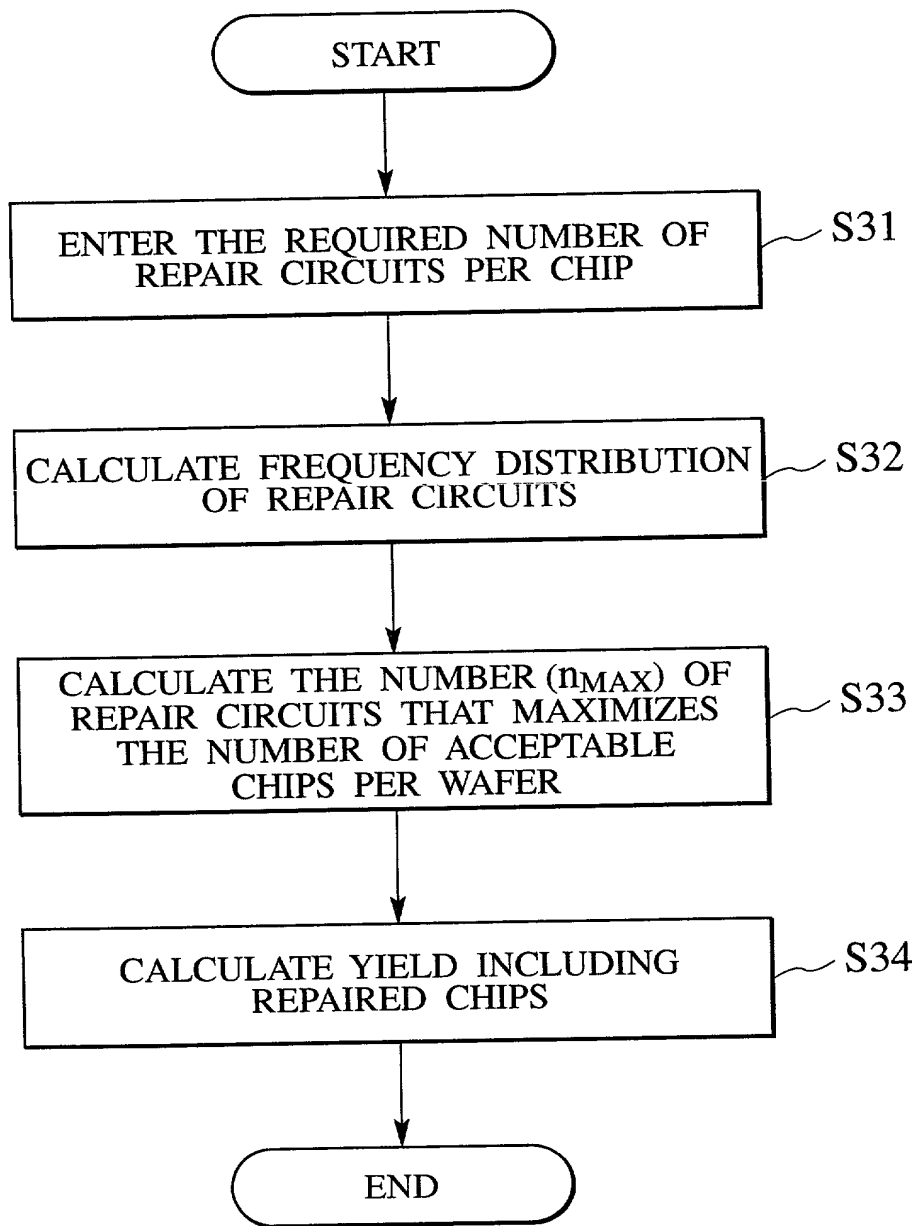 START
ENTER THE REQUIRED NUMBER OF
REPAIR CIRCUITS PER CHIP
S31
CALCULATE FREQUENCY DISTRIBUTION
OF REPAIR CIRCUITS
S32
CALCULATE THE NUMBER (nMAX) OF
REPAIR CIRCUITS THAT MAXIMIZES
THE NUMBER OF ACCEPTABLE
CHIPS PER WAFER
S33
CALCULATE YIELD INCLUDING
REPAIRED CHIPS
S34
END